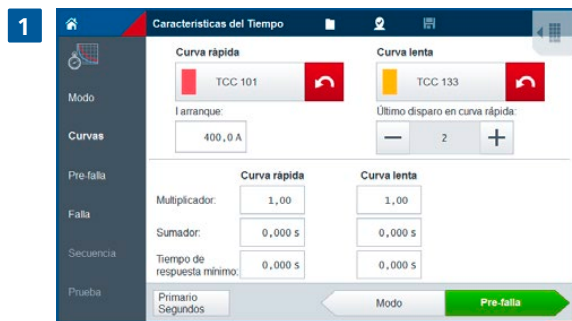 1
Características del Tiempo
Modo
Curvas
Pre-falla
Falla
Secuencia
Prueba
Curva rápida
Curva lenta
TCC 101
TCC 133
I arranque:
Último disparo en curva rápida:
400,0 A
2
Curva rápida
Curva lenta
Multiplicador:
1,00
1,00
Sumador:
0,000 s
0,000 s
Tiempo de
respuesta mínimo:
0,000 s
0,000 s
Primario
Segundos
Modo
Pre-falla